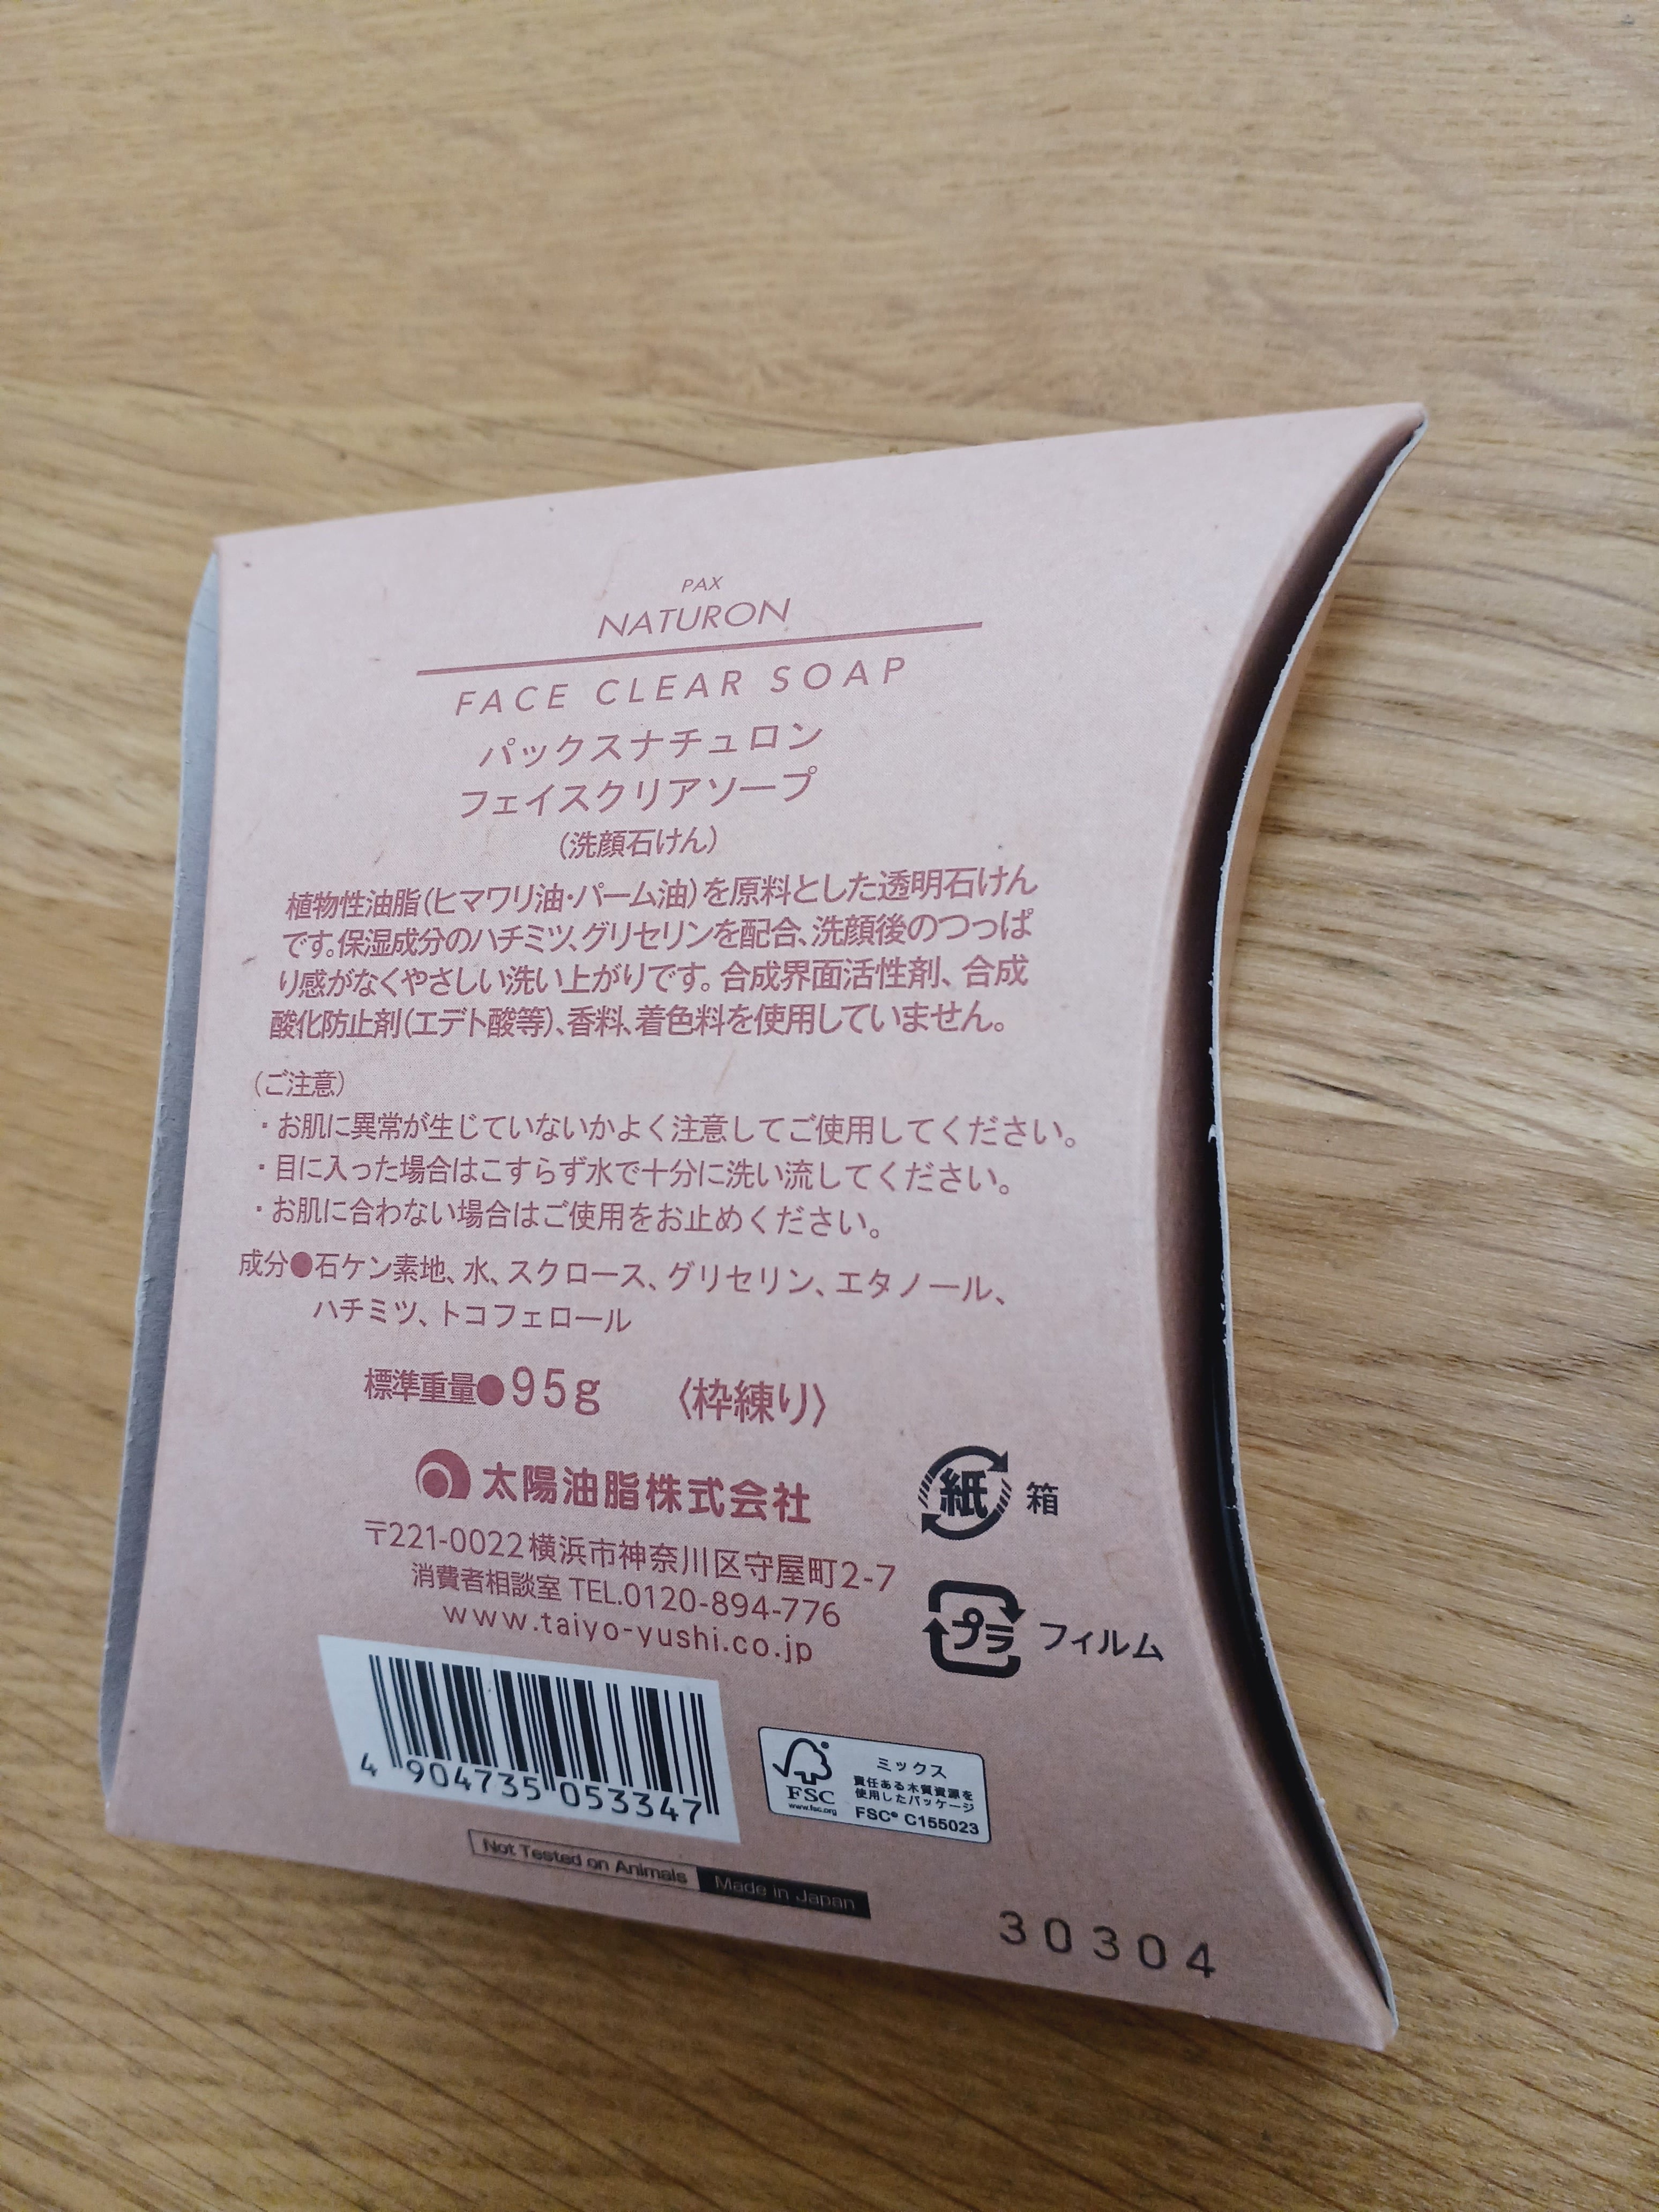 PAX
NATURON
FACE CLEAR SOAP
パックスナチュロン
フェイスクリアソープ
(洗顔石けん)
植物性油脂(ヒマワリ油・パーム油)を原料とした透明石けん
です。保湿成分のハチミツ、グリセリンを配合、洗顔後のつっぱ
り感がなくやさしい洗い上がりです。合成界面活性剤、合成
酸化防止剤(エデト酸等)、香料、着色料を使用していません。
(ご注意)
・お肌に異常が生じていないかよく注意してご使用してください。
・目に入った場合はこすらず水で十分に洗い流してください。
・お肌に合わない場合はご使用をお止めください。
成分●石ケン素地、水、スクロース、グリセリン、エタノール、
ハチミツ、トコフェロール
標準重量●95g 〈枠練り〉
太陽油脂株式会社
〒221-0022横浜市神奈川区守屋町2-7
消費者相談室 TEL.0120-894-776
www.taiyo-yushi.co.jp
紙 箱
プラ フィルム
4 904735 053347
FSC
www.fsc.org
ミックス
責任ある木質資源を
使用したパッケージ
FSC® C155023
Not Tested on Animals Made in Japan
30304